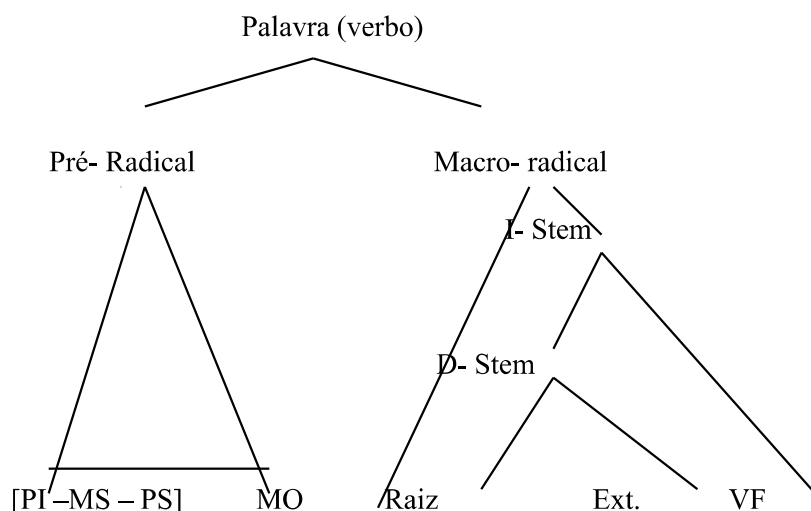 Palavra (verbo)
Pré- Radical Macro- radical
I- Stem
D- Stem
[PI –MS – PS] MO Raiz Ext. VF